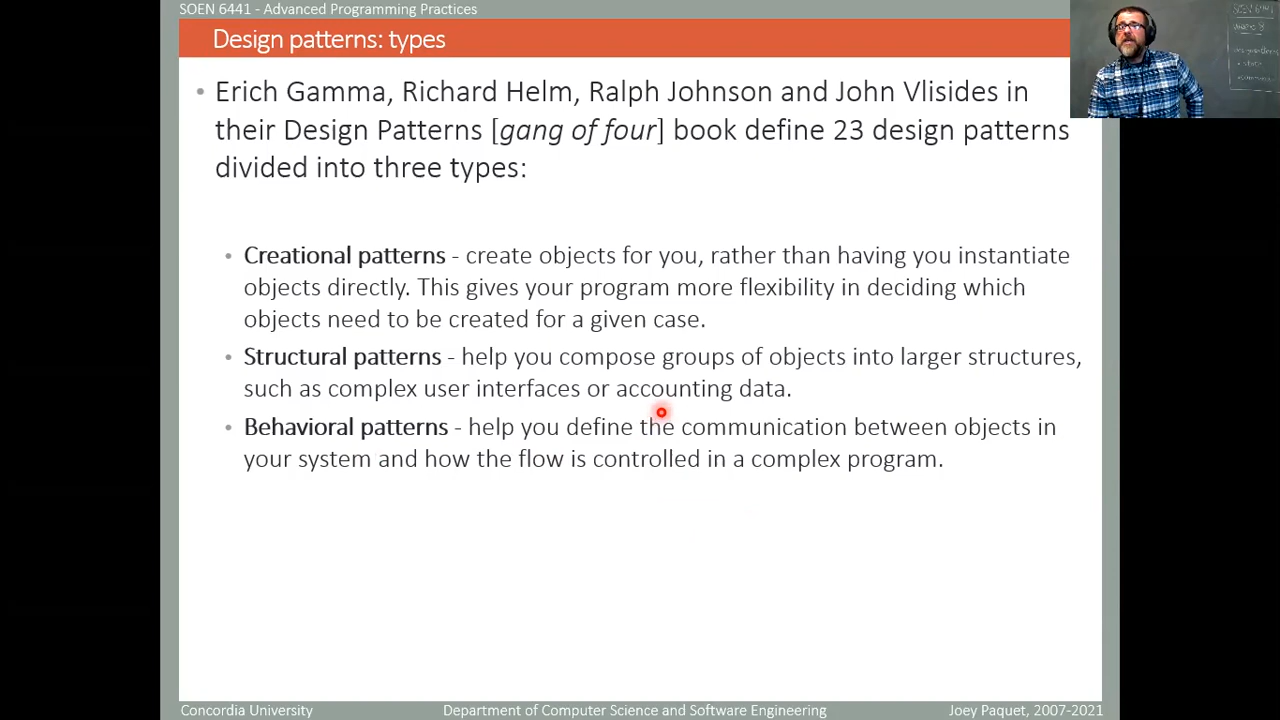 SOEN 6441 - Advanced Programming Practices
Design patterns: types
• Erich Gamma, Richard Helm, Ralph Johnson and John Vlisides in
their Design Patterns [gang of four] book define 23 design patterns
divided into three types:
• Creational patterns - create objects for you, rather than having you instantiate
objects directly. This gives your program more flexibility in deciding which
objects need to be created for a given case.
• Structural patterns - help you compose groups of objects into larger structures,
such as complex user interfaces or accounting data.
• Behavioral patterns - help you define the communication between objects in
your system and how the flow is controlled in a complex program.
Concordia University
Department of Computer Science and Software Engineering
Joey Paquet, 2007-2021
SOEN 6441